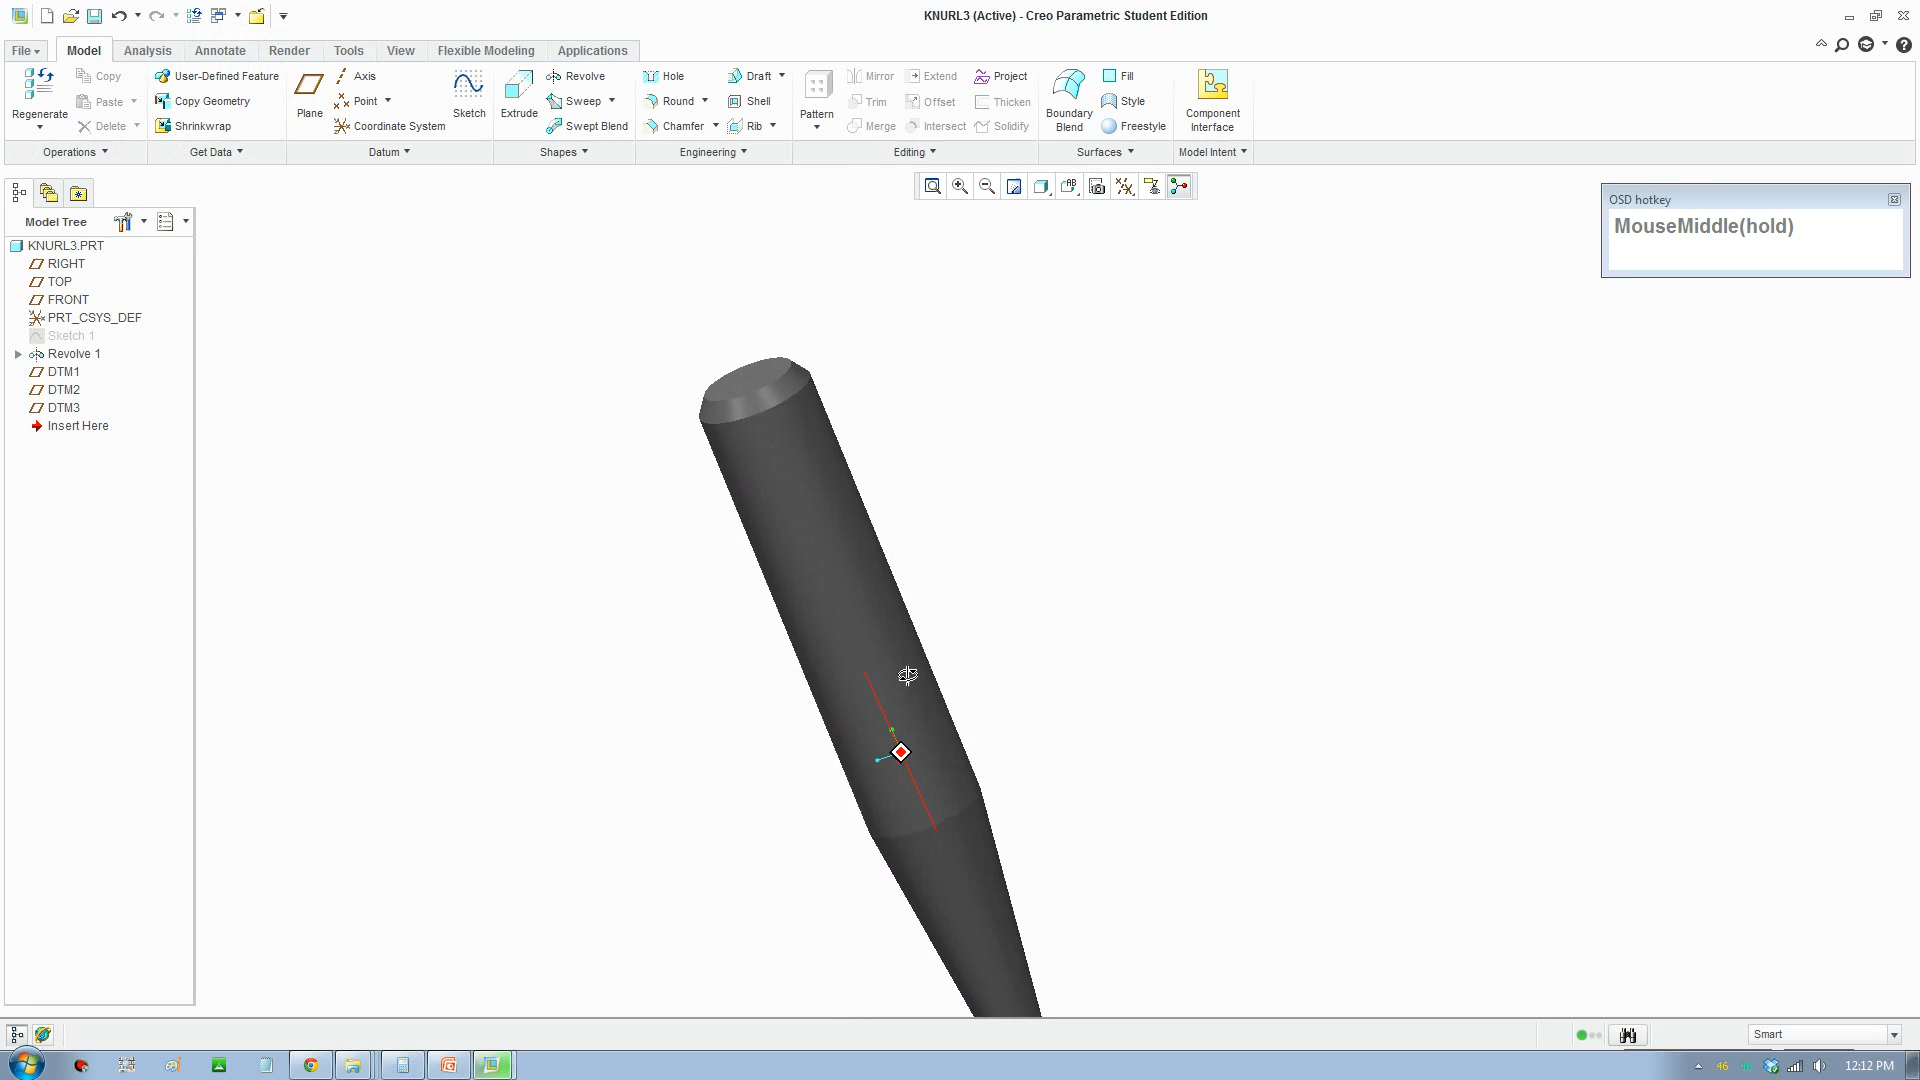 KNURL3 (Active) - Creo Parametric Student Edition
File Model Analysis Annotate Render Tools View Flexible Modeling Applications
Regenerate
Copy
Paste
Delete
Operations
User-Defined Feature
Copy Geometry
Shrinkwrap
Get Data
Plane
Axis
Point
Coordinate System
Sketch
Datum
Extrude
Revolve
Sweep
Swept Blend
Shapes
Hole
Round
Chamfer
Draft
Shell
Rib
Engineering
Pattern
Mirror
Trim
Merge
Extend
Offset
Intersect
Project
Thicken
Solidify
Editing
Boundary
Blend
Fill
Style
Freestyle
Surfaces
Component
Interface
Model Intent
Model Tree
KNURL3.PRT
RIGHT
TOP
FRONT
PRT_CSYS_DEF
Sketch 1
Revolve 1
DTM1
DTM2
DTM3
Insert Here
OSD hotkey
MouseMiddle(hold)
Smart
46
12:12 PM